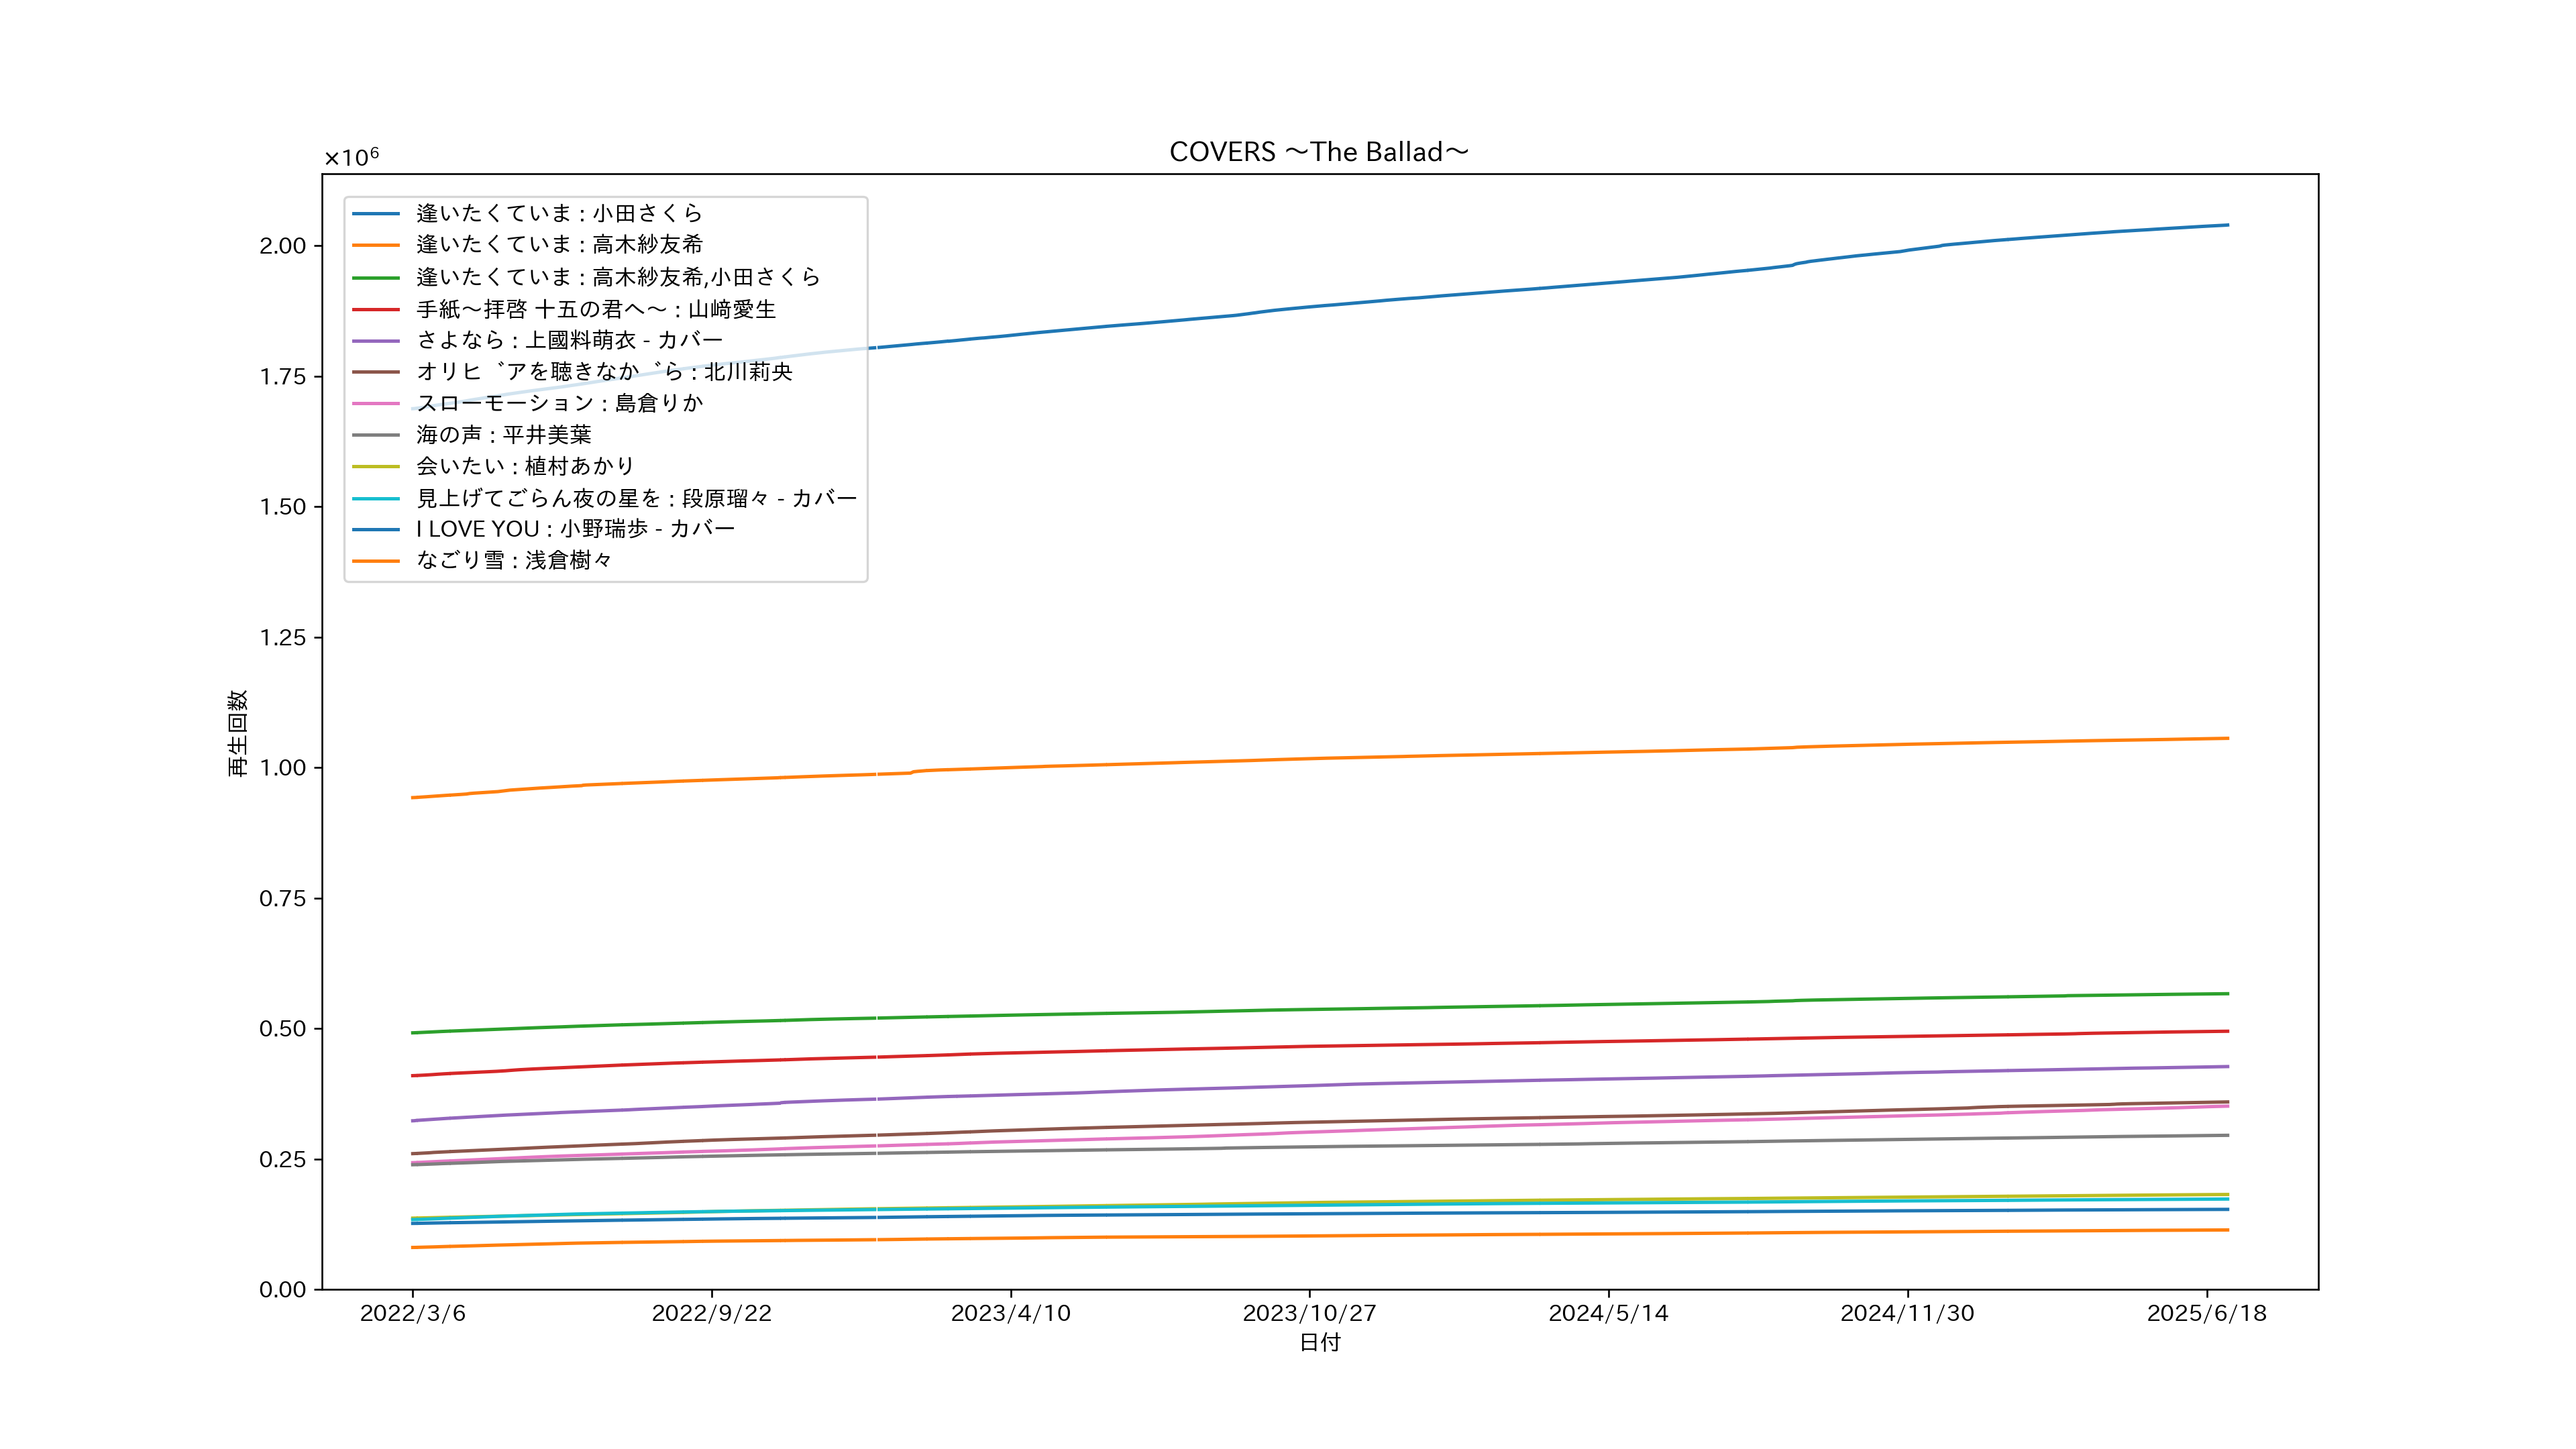 COVERS ～The Ballad～
×10⁶
逢いたくていま : 小田さくら
逢いたくていま : 高木紗友希
逢いたくていま : 高木紗友希,小田さくら
手紙～拝啓 十五の君へ～ : 山﨑愛生
さよなら : 上國料萌衣 - カバー
オリヒ゛アを聴きなか゛ら : 北川莉央
スローモーション : 島倉りか
海の声 : 平井美葉
会いたい : 植村あかり
見上げてごらん夜の星を : 段原瑠々 - カバー
I LOVE YOU : 小野瑞歩 - カバー
なごり雪 : 浅倉樹々
2.00
1.75
1.50
1.25
1.00
0.75
0.50
0.25
0.00
再生回数
2022/3/6 2022/9/22 2023/4/10 2023/10/27 2024/5/14 2024/11/30 2025/6/18
日付